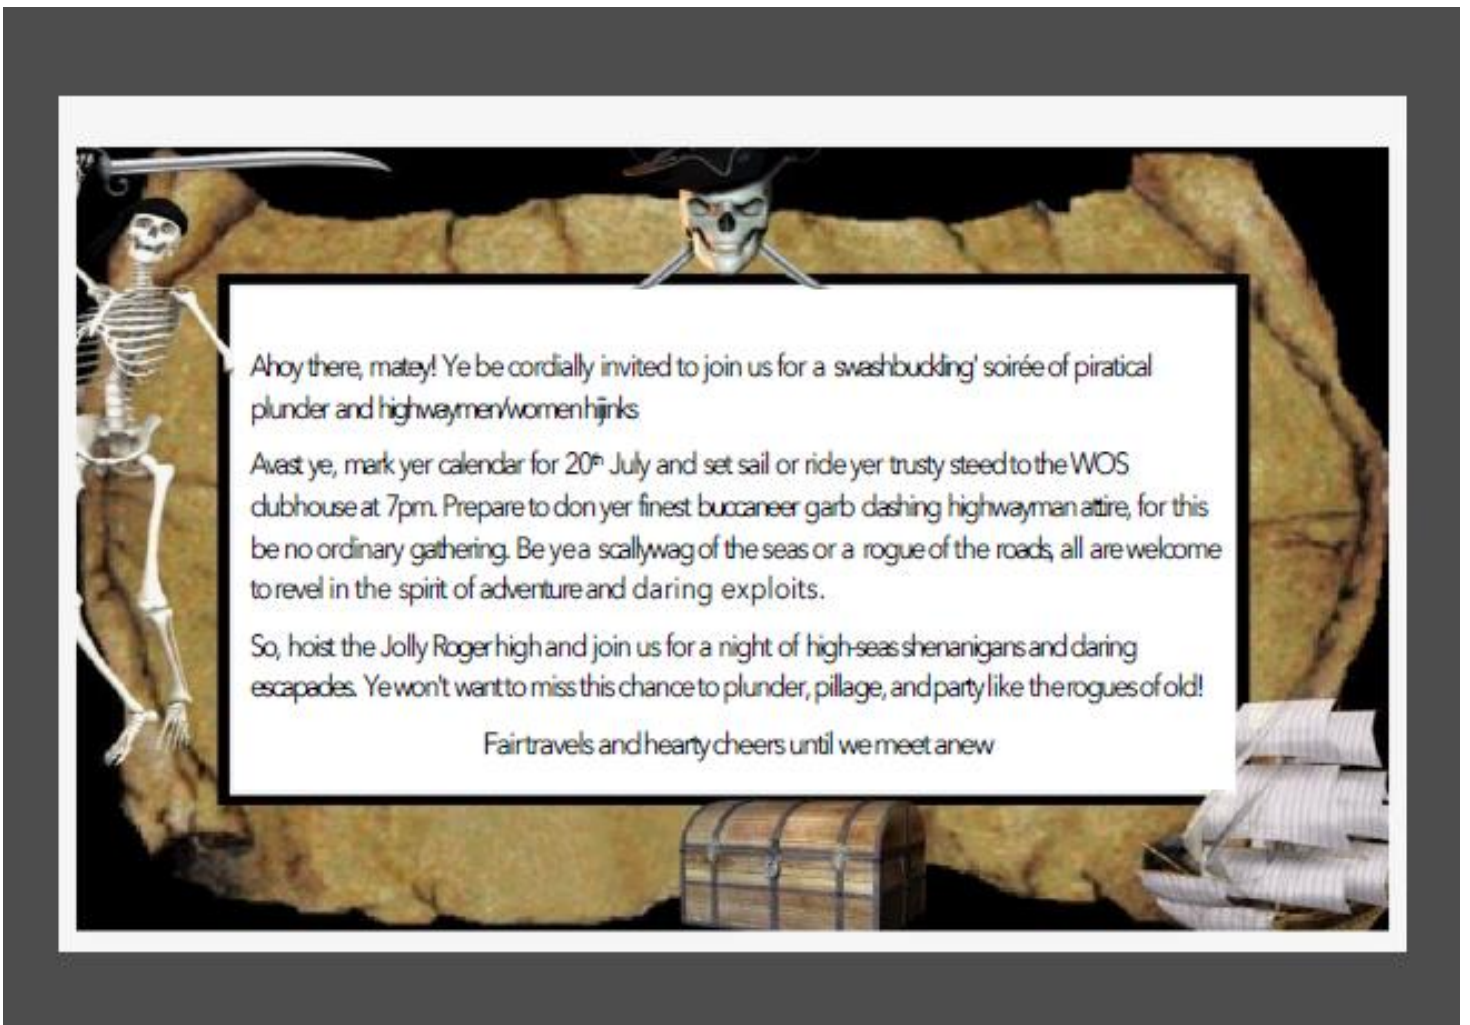 Ahoy there, matey! Ye be cordially invited to join us for a swashbuckling' soirée of piratical
plunder and highwaymen/women hijinks
Avast ye, mark yer calendar for 20th July and set sail or ride yer trusty steed to the WOS
clubhouse at 7pm. Prepare to don yer finest buccaneer garb dashing highwayman attire, for this
be no ordinary gathering. Be ye a scallywag of the seas or a rogue of the roads, all are welcome
to revel in the spirit of adventure and daring exploits.
So, hoist the Jolly Roger high and join us for a night of high-seas shenanigans and daring
escapades. Ye won't want to miss this chance to plunder, pillage, and party like the rogues of old!
Fair travels and hearty cheers until we meet anew